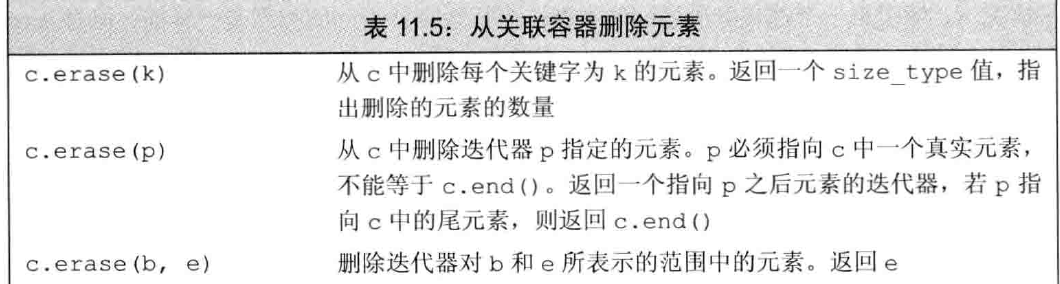 表 11.5：从关联容器删除元素
c.erase(k) 从 c 中删除每个关键字为 k 的元素。返回一个 size_type 值，指
出删除的元素的数量
c.erase(p) 从 c 中删除迭代器 p 指定的元素。p 必须指向 c 中一个真实元素，
不能等于 c.end()。返回一个指向 p 之后元素的迭代器，若 p 指
向 c 中的尾元素，则返回 c.end()
c.erase(b, e) 删除迭代器对 b 和 e 所表示的范围中的元素。返回 e